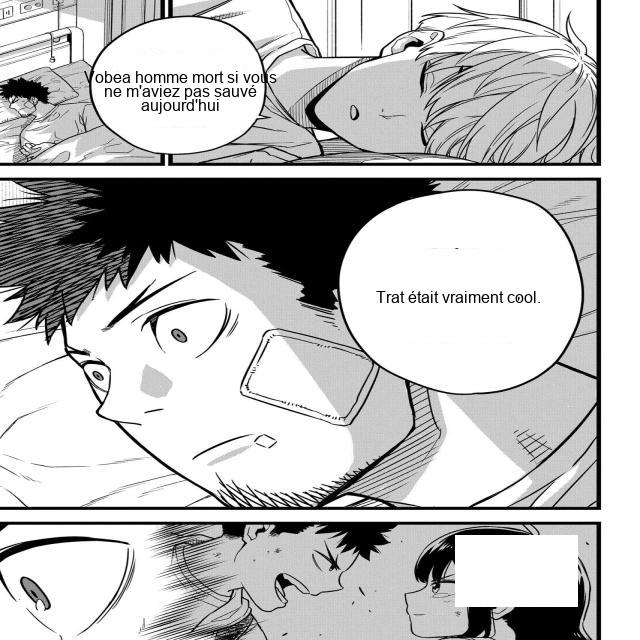 Vobea homme mort si vous
ne m'aviez pas sauvé
aujourd'hui
Trat était vraiment cool.